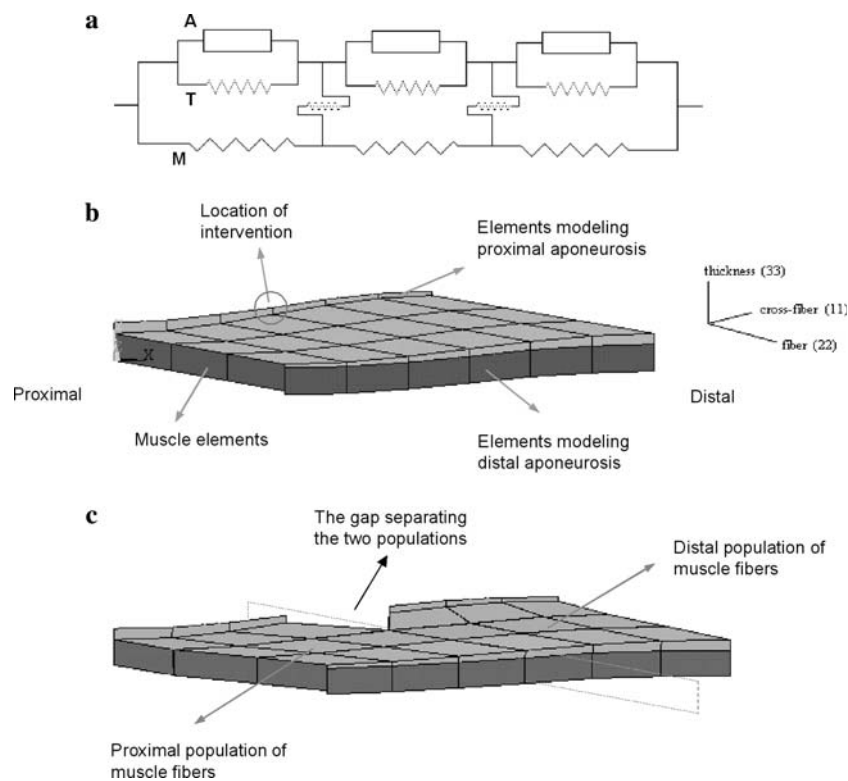 a
A
T
M
b
Location of
intervention
Elements modeling
proximal aponeurosis
thickness (33)
cross-fiber (11)
fiber (22)
X
Proximal
Distal
Muscle elements
Elements modeling
distal aponeurosis
c
The gap separating
the two populations
Distal population of
muscle fibers
Proximal population of
muscle fibers